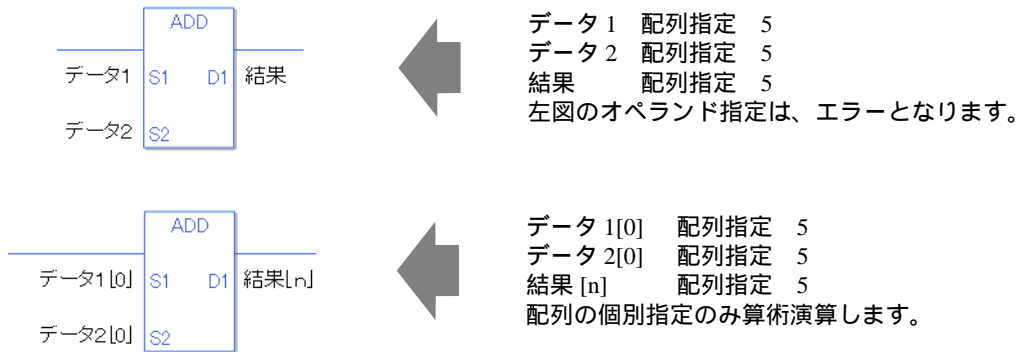 ADD
データ1 S1 D1 結果
データ2 S2
データ 1 配列指定 5
データ 2 配列指定 5
結果 配列指定 5
左図のオペランド指定は、エラーとなります。
ADD
データ1[0] S1 D1 結果[n]
データ2[0] S2
データ 1[0] 配列指定 5
データ 2[0] 配列指定 5
結果 [n] 配列指定 5
配列の個別指定のみ算術演算します。